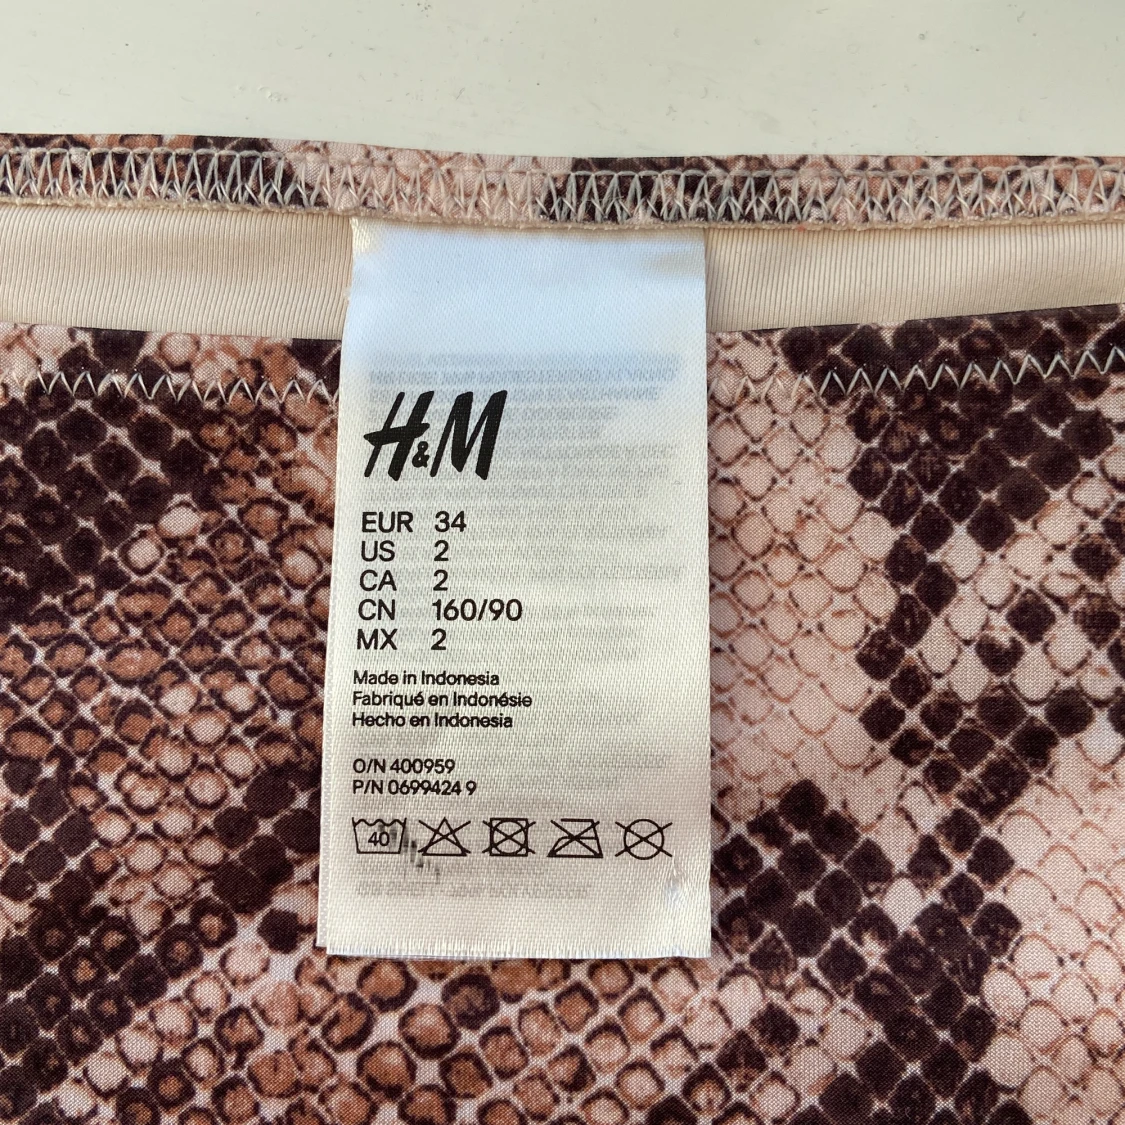 H&M
EUR 34
US 2
CA 2
CN 160/90
MX 2
Made in Indonesia
Fabriqué en Indonésie
Hecho en Indonesia
O/N 400959
P/N 0699424 9
40